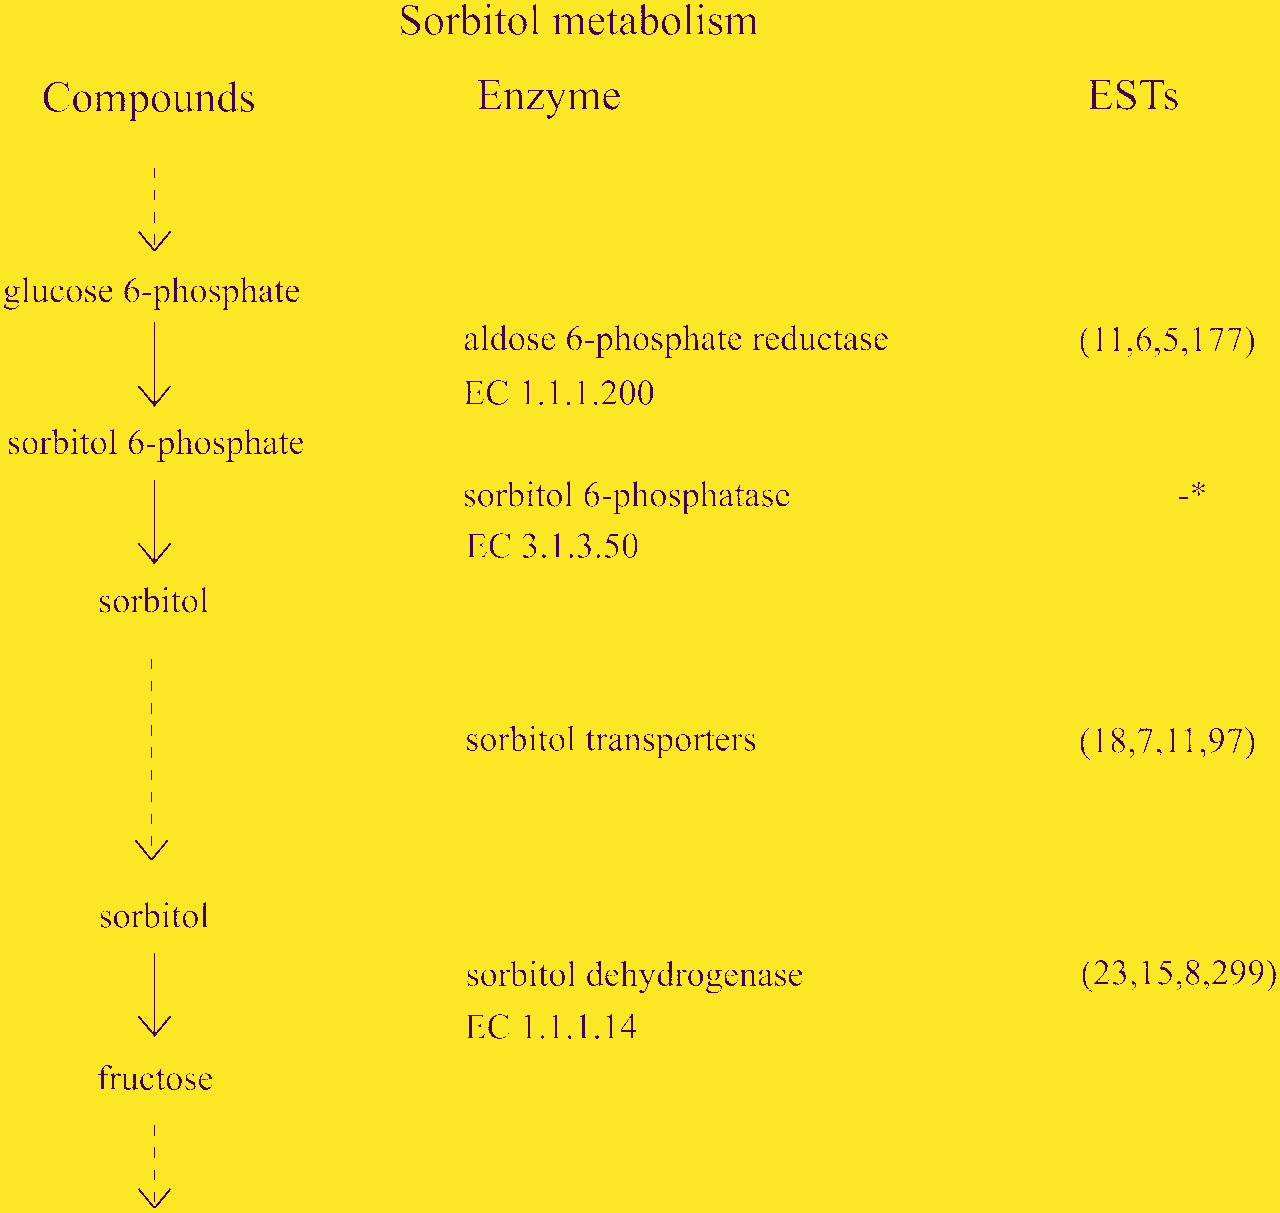 Sorbitol metabolism
Compounds Enzyme ESTs
glucose 6-phosphate
aldose 6-phosphate reductase (11,6,5,177)
EC 1.1.1.200
sorbitol 6-phosphate
sorbitol 6-phosphatase -*
EC 3.1.3.50
sorbitol
sorbitol transporters (18,7,11,97)
sorbitol
sorbitol dehydrogenase (23,15,8,299)
EC 1.1.1.14
fructose